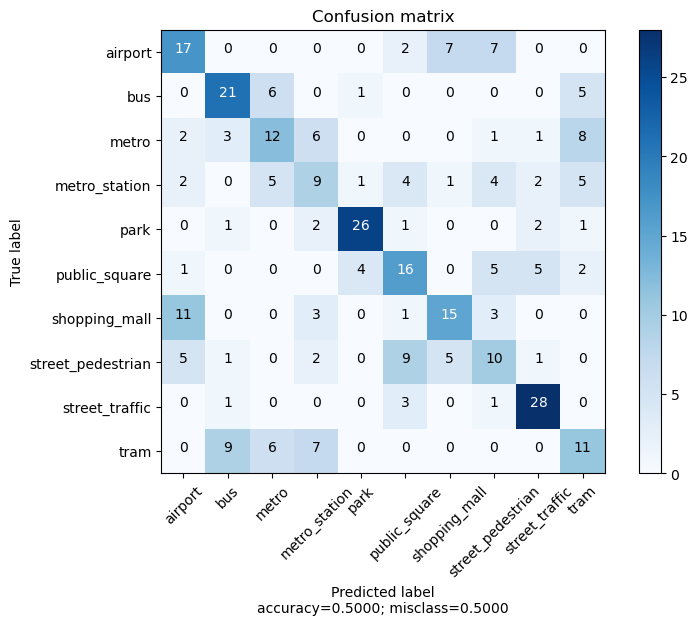 Confusion matrix
True label
airport 17 0 0 0 0 2 7 7 0 0
bus 0 21 6 0 1 0 0 0 0 5
metro 2 3 12 6 0 0 0 1 1 8
metro_station 2 0 5 9 1 4 1 4 2 5
park 0 1 0 2 26 1 0 0 2 1
public_square 1 0 0 0 4 16 0 5 5 2
shopping_mall 11 0 0 3 0 1 15 3 0 0
street_pedestrian 5 1 0 2 0 9 5 10 1 0
street_traffic 0 1 0 0 0 3 0 1 28 0
tram 0 9 6 7 0 0 0 0 0 11
airport bus metro metro_station park public_square shopping_mall street_pedestrian street_traffic tram
Predicted label
accuracy=0.5000; misclass=0.5000
25
20
15
10
5
0